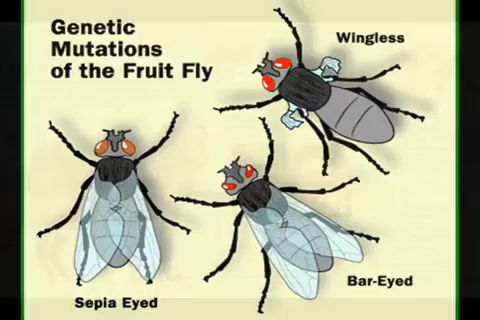 Genetic
Mutations
of the Fruit Fly
Wingless
Sepia Eyed
Bar-Eyed